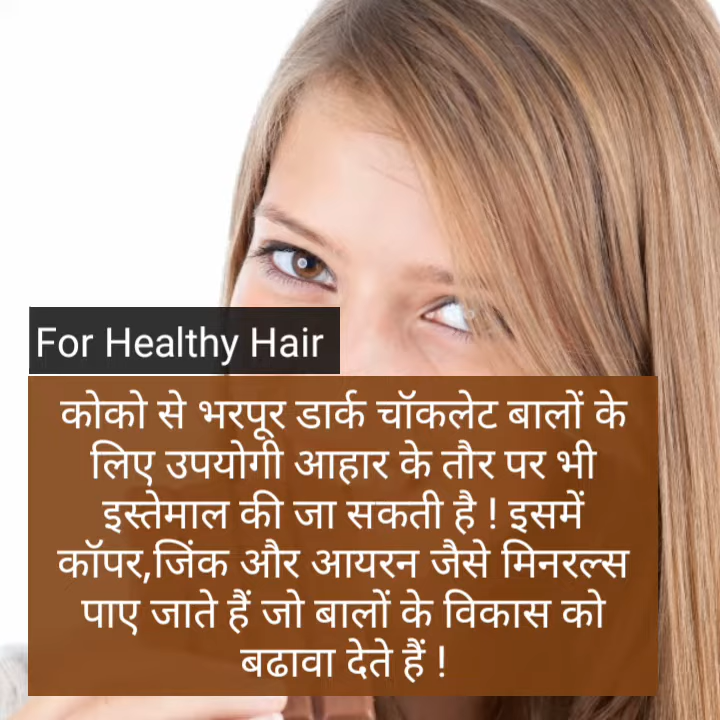 For Healthy Hair
कोको से भरपूर डार्क चॉकलेट बालों के
लिए उपयोगी आहार के तौर पर भी
इस्तेमाल की जा सकती है ! इसमें
कॉपर,जिंक और आयरन जैसे मिनरल्स
पाए जाते हैं जो बालों के विकास को
बढावा देते हैं !